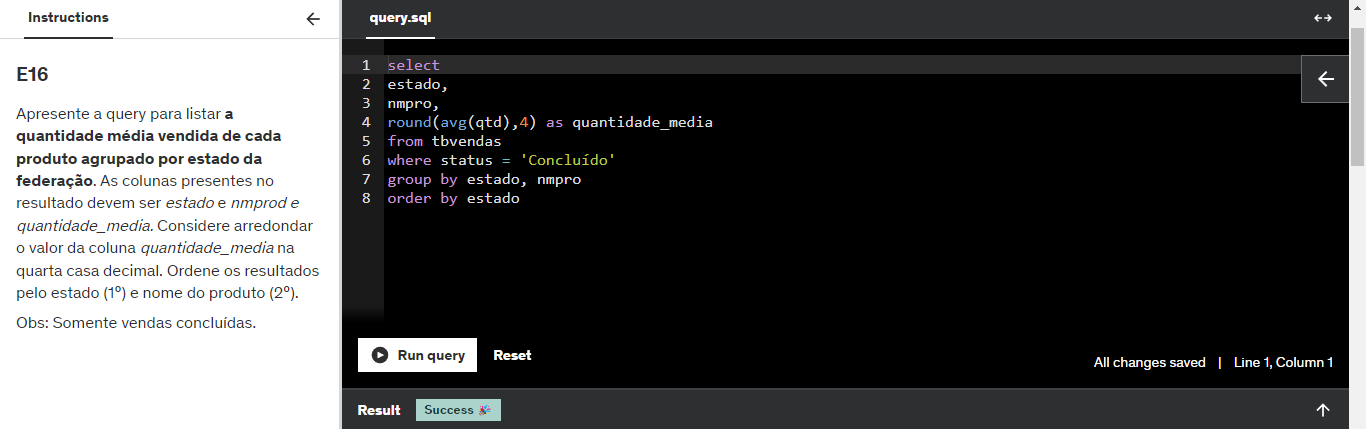 Instructions
E16
Apresente a query para listar a
quantidade média vendida de cada
produto agrupado por estado da
federação. As colunas presentes no
resultado devem ser estado e nmprod e
quantidade_media. Considere arredondar
o valor da coluna quantidade_media na
quarta casa decimal. Ordene os resultados
pelo estado (1º) e nome do produto (2º).
Obs: Somente vendas concluídas.
query.sql
1 select
2 estado,
3 nmpro,
4 round(avg(qtd),4) as quantidade_media
5 from tbvendas
6 where status = 'Concluído'
7 group by estado, nmpro
8 order by estado
Run query Reset
All changes saved | Line 1, Column 1
Result Success 🎉